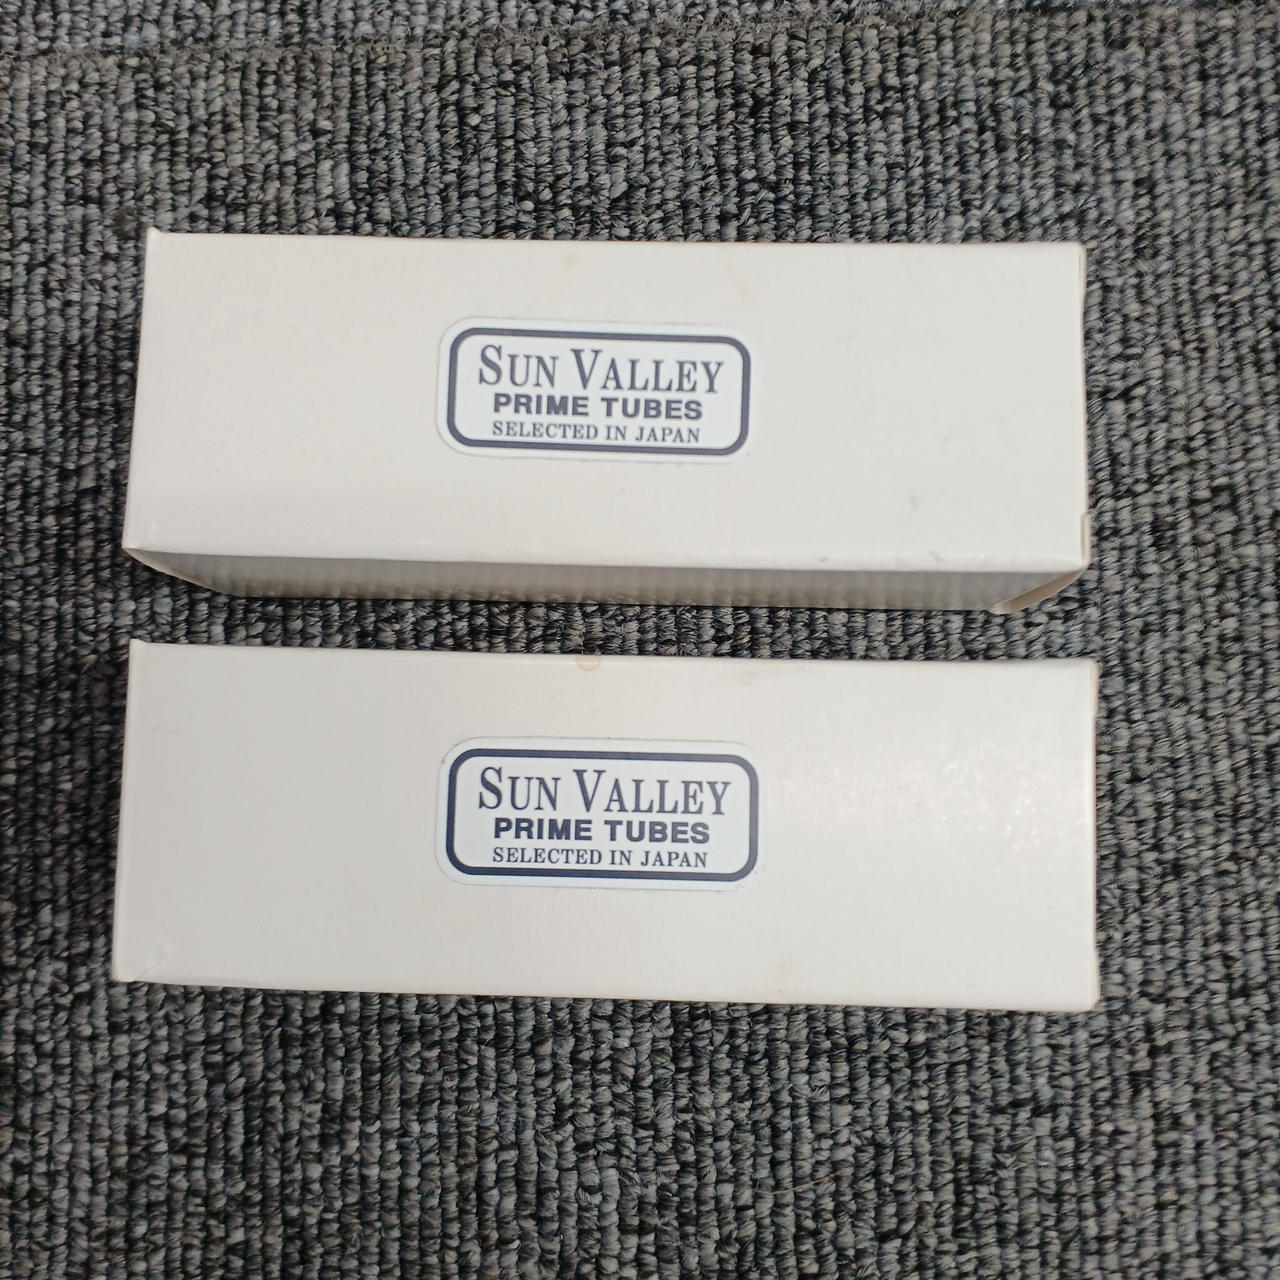 SUN VALLEY
PRIME TUBES
SELECTED IN JAPAN
SUN VALLEY
PRIME TUBES
SELECTED IN JAPAN